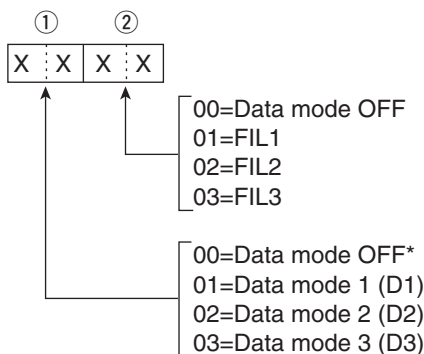 ① ②
X X X X
00=Data mode OFF
01=FIL1
02=FIL2
03=FIL3
00=Data mode OFF*
01=Data mode 1 (D1)
02=Data mode 2 (D2)
03=Data mode 3 (D3)